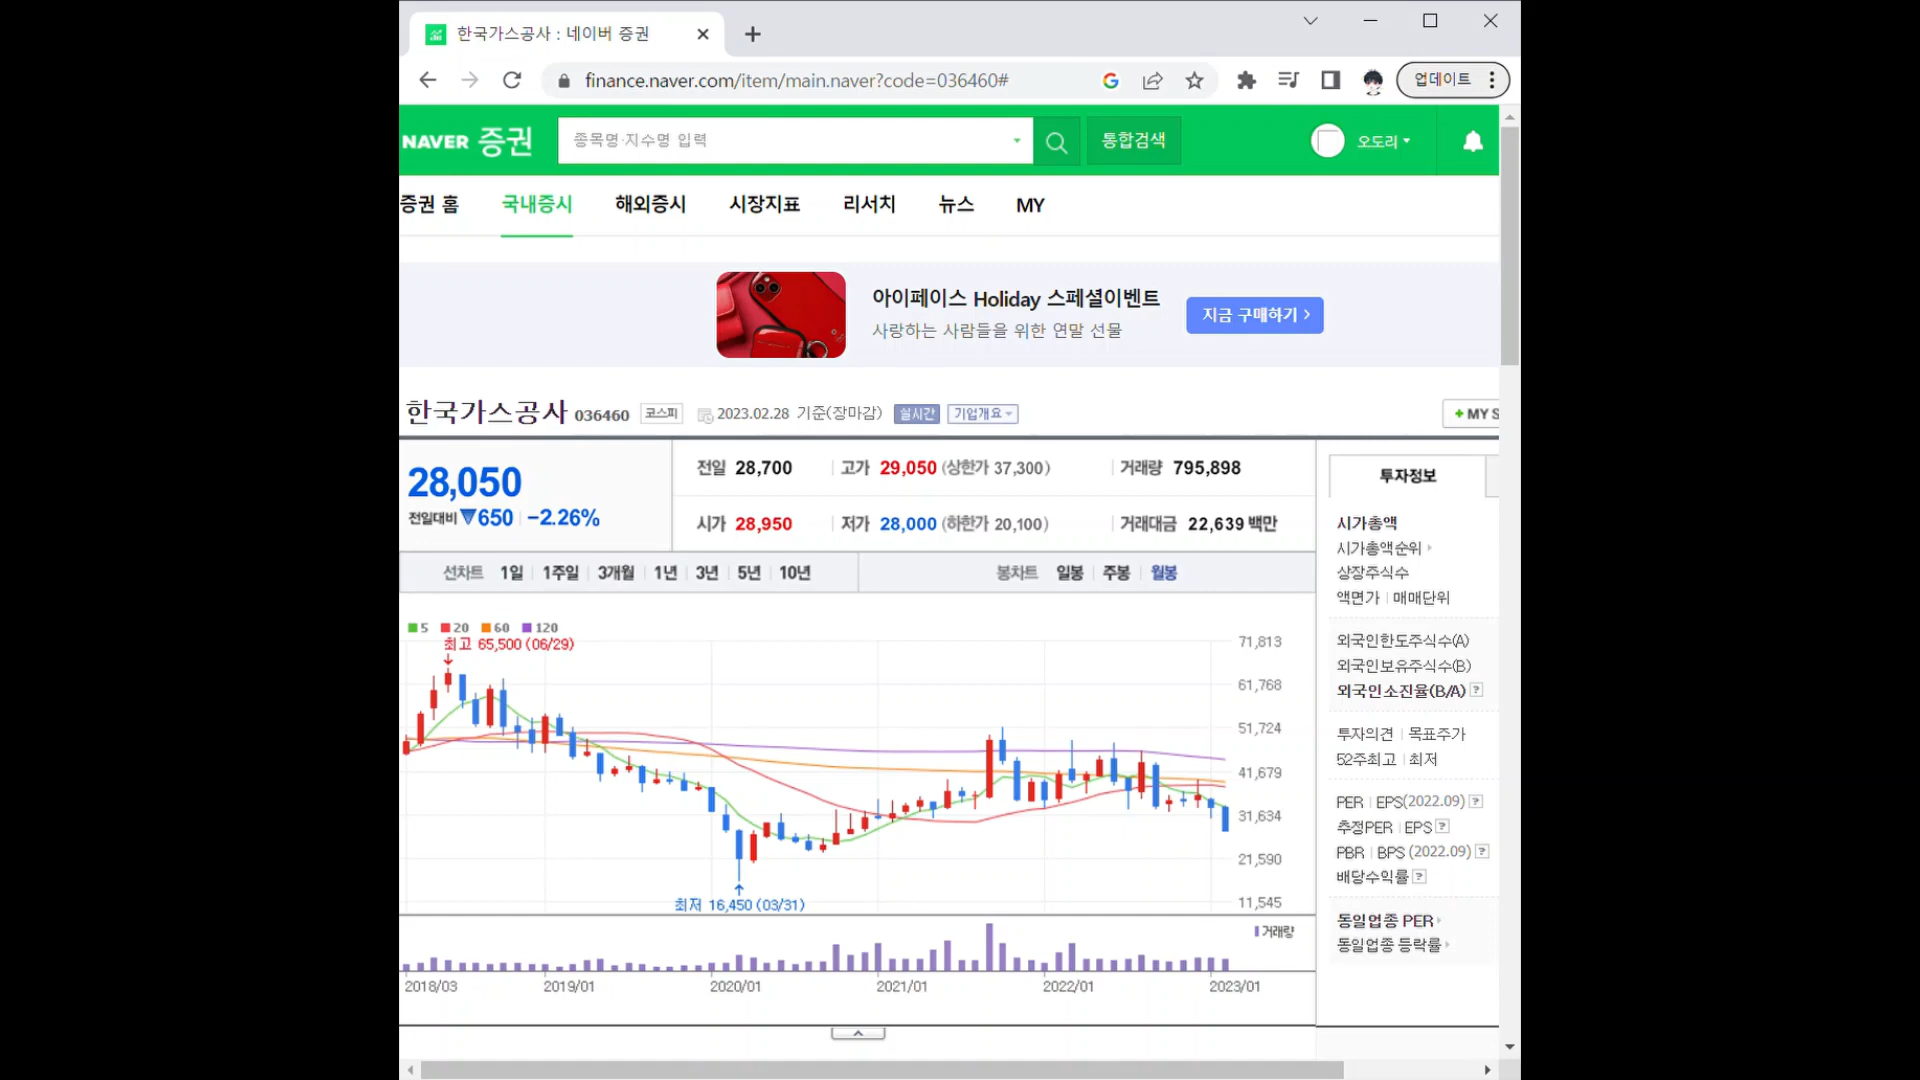 한국가스공사 : 네이버 증권
finance.naver.com/item/main.naver?code=036460#
업데이트
NAVER 증권
종목명·지수명 입력
통합검색
오도리
증권 홈 국내증시 해외증시 시장지표 리서치 뉴스 MY
아이페이스 Holiday 스페셜이벤트
사랑하는 사람들을 위한 연말 선물
지금 구매하기 >
한국가스공사 036460 코스피 2023.02.28 기준(장마감) 실시간 기업개요
+ MY S
28,050
전일대비 ▼650 -2.26%
전일 28,700 고가 29,050 (상한가 37,300) 거래량 795,898
시가 28,950 저가 28,000 (하한가 20,100) 거래대금 22,639 백만
선차트 1일 1주일 3개월 1년 3년 5년 10년 봉차트 일봉 주봉 월봉
5 20 60 120
최고 65,500 (06/29)
71,813
61,768
51,724
41,679
31,634
21,590
11,545
최저 16,450 (03/31)
거래량
2018/03 2019/01 2020/01 2021/01 2022/01 2023/01
투자정보
시가총액
시가총액순위
상장주식수
액면가 | 매매단위
외국인한도주식수(A)
외국인보유주식수(B)
외국인소진율(B/A) ?
투자의견 | 목표주가
52주최고 | 최저
PER | EPS(2022.09) ?
추정PER | EPS ?
PBR | BPS (2022.09) ?
배당수익률 ?
동일업종 PER
동일업종 등락률